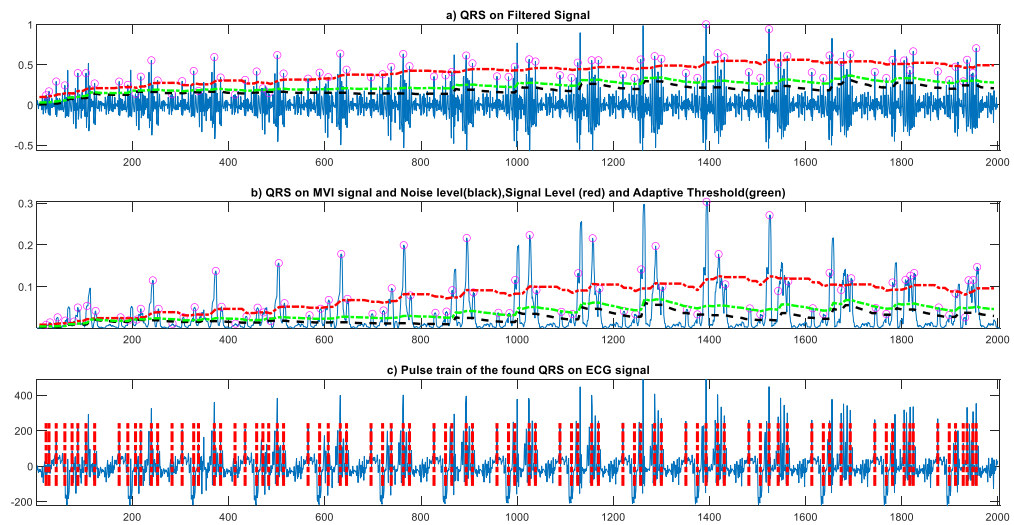 a) QRS on Filtered Signal
1
0.5
0
-0.5
200 400 600 800 1000 1200 1400 1600 1800 2000
b) QRS on MVI signal and Noise level(black),Signal Level (red) and Adaptive Threshold(green)
0.3
0.2
0.1
200 400 600 800 1000 1200 1400 1600 1800 2000
c) Pulse train of the found QRS on ECG signal
400
200
0
-200
200 400 600 800 1000 1200 1400 1600 1800 2000